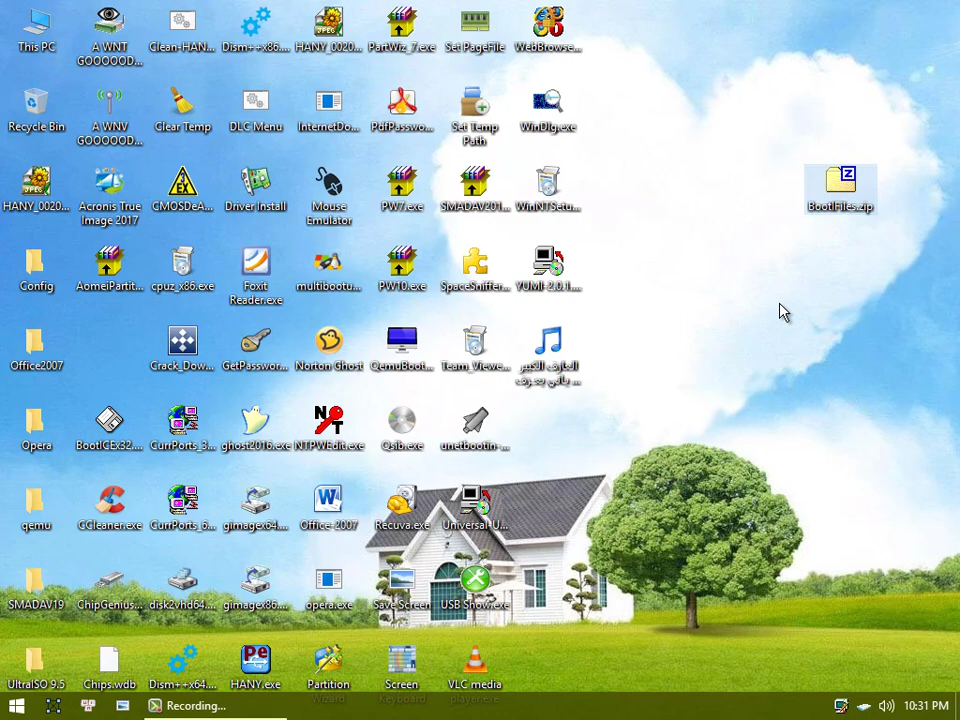 This PC
A WNT
GOOOOOD...
Clean-HAN...
Dism++x86....
HANY_0020...
PartWiz_7.exe
Set PageFile
WebBrowse...
Recycle Bin
A WNV
GOOOOOD...
Clear Temp
DLC Menu
InternetDo...
PdfPasswo...
Set Temp
Path
WinDlg.exe
HANY_0020...
Acronis True
Image 2017
CMOSDeA...
Driver Install
Mouse
Emulator
PW7.exe
SMADAV201...
WinNTSetu...
BootIFiles.zip
Config
AomeiPartit...
cpuz_x86.exe
Foxit
Reader.exe
multibootu...
PW10.exe
SpaceSniffer...
YUMI-2.0.1....
Office2007
Crack_Dow...
GetPasswor...
Norton Ghost
QemuBoot...
Team_Viewe...
Opera
BootICEx32....
CurrPorts_3...
ghost2016.exe
NTPWEdit.exe
Qsib.exe
unetbootin-...
qemu
CCleaner.exe
CurrPorts_6...
gimagex64....
Office-2007
Recuva.exe
Universal-U...
SMADAV19
ChipGenius...
disk2vhd64....
gimagex86....
opera.exe
Save Screen
USB Show.exe
UltraISO 9.5
Chips.wdb
Dism++x64....
HANY.exe
Partition
Wizard
Screen
Keyboard
VLC media
player.exe
Recording...
10:31 PM